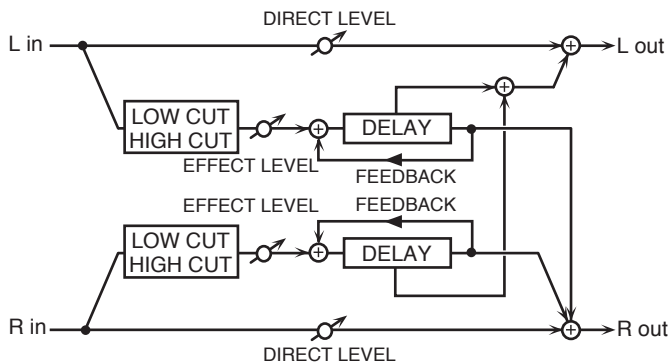 DIRECT LEVEL
L in
L out
LOW CUT
HIGH CUT
DELAY
EFFECT LEVEL
FEEDBACK
EFFECT LEVEL
FEEDBACK
LOW CUT
HIGH CUT
DELAY
R in
R out
DIRECT LEVEL